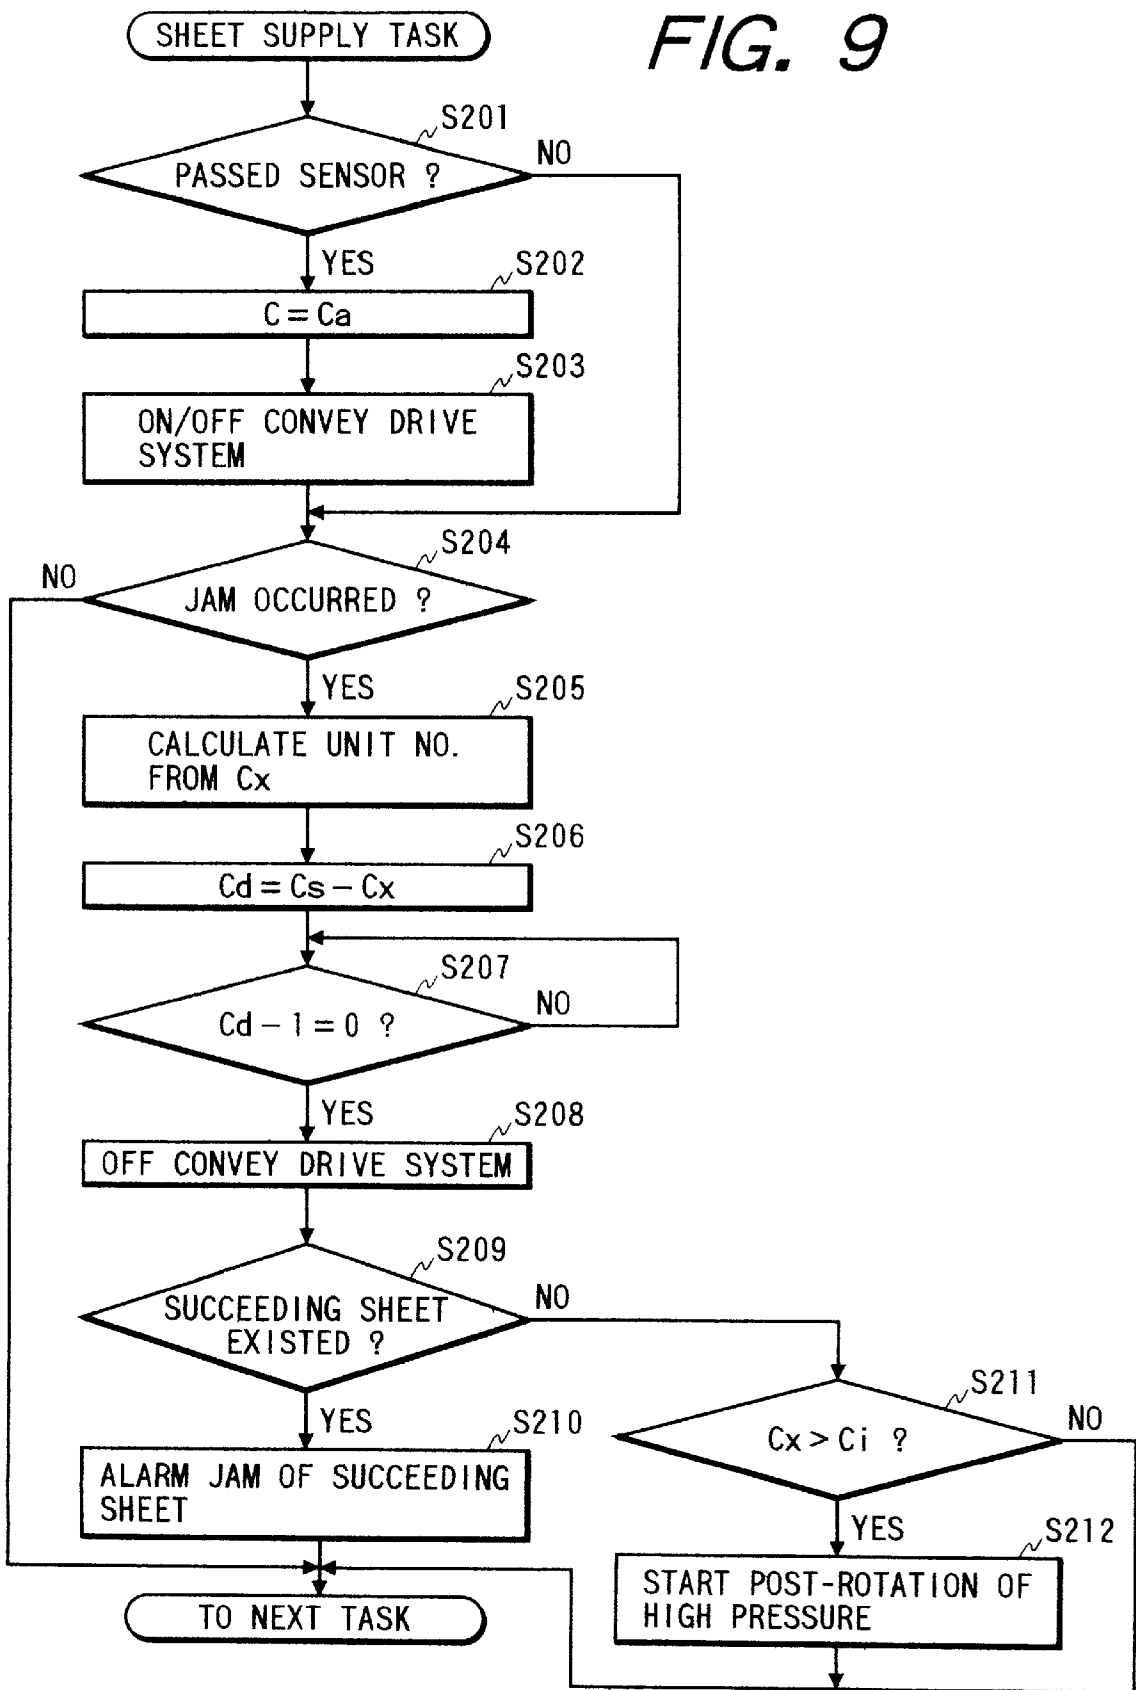 SHEET SUPPLY TASK
FIG. 9
S201
PASSED SENSOR ?
NO
YES
S202
C = Ca
S203
ON/OFF CONVEY DRIVE
SYSTEM
S204
NO
JAM OCCURRED ?
YES
S205
CALCULATE UNIT NO.
FROM Cx
S206
Cd = Cs - Cx
S207
Cd - 1 = 0 ?
NO
YES
S208
OFF CONVEY DRIVE SYSTEM
S209
SUCCEEDING SHEET
EXISTED ?
NO
YES
S210
ALARM JAM OF SUCCEEDING
SHEET
S211
Cx > Ci ?
NO
YES
S212
START POST-ROTATION OF
HIGH PRESSURE
TO NEXT TASK